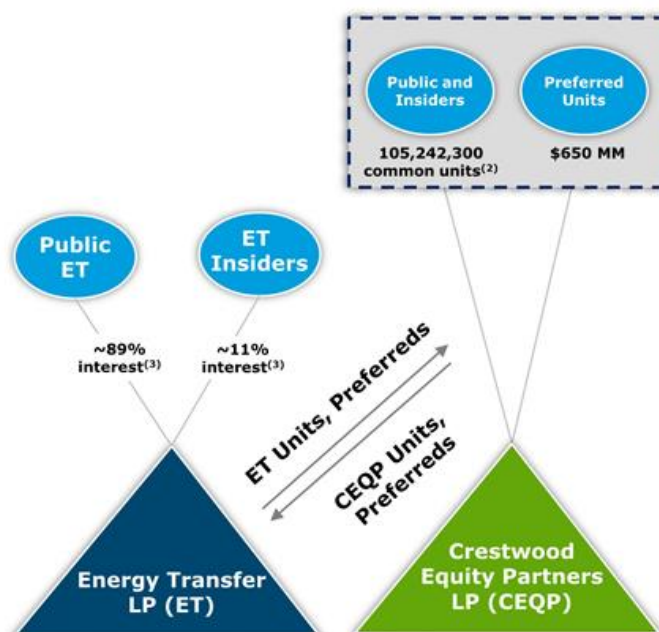 Public and
Insiders
Preferred
Units
105,242,300
common units(2)
$650 MM
Public
ET
ET
Insiders
~89%
interest(3)
~11%
interest(3)
ET Units, Preferreds
CEQP Units,
Preferreds
Energy Transfer
LP (ET)
Crestwood
Equity Partners
LP (CEQP)